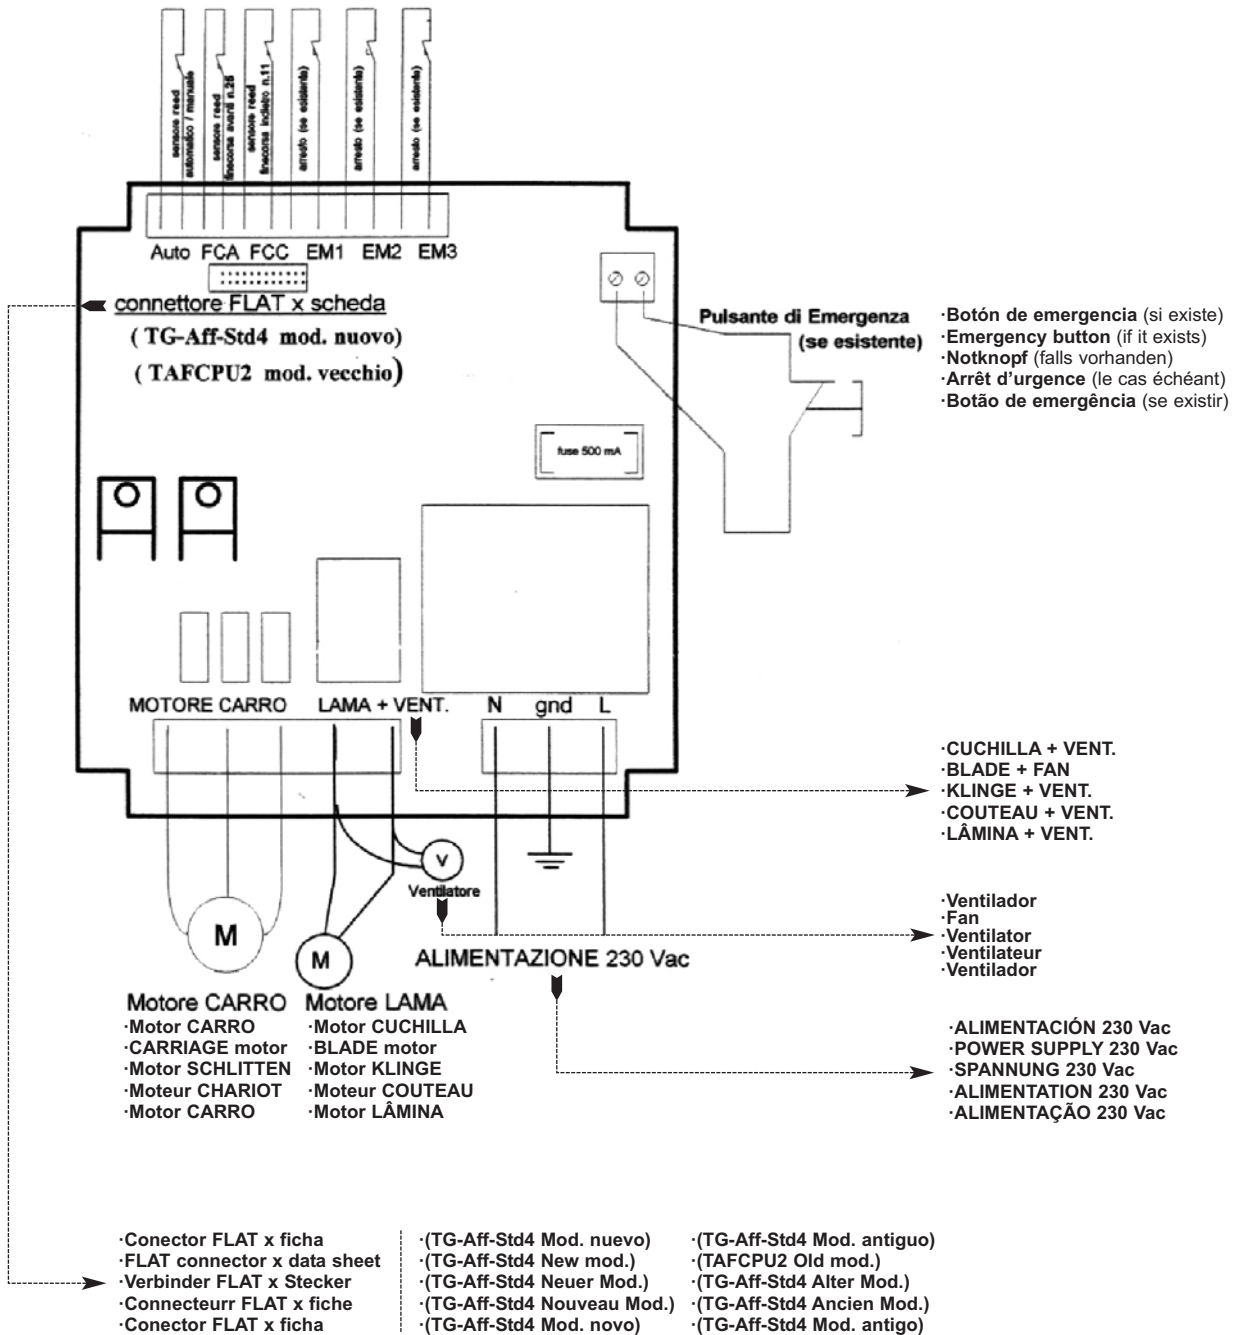 sensore reed
automatico / manuale
sensore reed
finecorsa avanti n.25
sensore reed
finecorsa indietro n.11
arresto (se esistente)
arresto (se esistente)
arresto (se esistente)
Auto FCA FCC EM1 EM2 EM3
connettore FLAT x scheda
( TG-Aff-Std4 mod. nuovo)
( TAFCPU2 mod. vecchio)
Pulsante di Emergenza
(se esistente)
·Botón de emergencia (si existe)
·Emergency button (if it exists)
·Notknopf (falls vorhanden)
·Arrêt d'urgence (le cas échéant)
·Botão de emergência (se existir)
fuse 500 mA
MOTORE CARRO LAMA + VENT. N gnd L
·CUCHILLA + VENT.
·BLADE + FAN
·KLINGE + VENT.
·COUTEAU + VENT.
·LÂMINA + VENT.
V
Ventilatore
M
M
·Ventilador
·Fan
·Ventilator
·Ventilateur
·Ventilador
ALIMENTAZIONE 230 Vac
Motore CARRO
·Motor CARRO
·CARRIAGE motor
·Motor SCHLITTEN
·Moteur CHARIOT
·Motor CARRO
Motore LAMA
·Motor CUCHILLA
·BLADE motor
·Motor KLINGE
·Moteur COUTEAU
·Motor LÂMINA
·ALIMENTACIÓN 230 Vac
·POWER SUPPLY 230 Vac
·SPANNUNG 230 Vac
·ALIMENTATION 230 Vac
·ALIMENTAÇÃO 230 Vac
·Conector FLAT x ficha
·FLAT connector x data sheet
·Verbinder FLAT x Stecker
·Connecteurr FLAT x fiche
·Conector FLAT x ficha
·(TG-Aff-Std4 Mod. nuevo)
·(TG-Aff-Std4 New mod.)
·(TG-Aff-Std4 Neuer Mod.)
·(TG-Aff-Std4 Nouveau Mod.)
·(TG-Aff-Std4 Mod. novo)
·(TG-Aff-Std4 Mod. antiguo)
·(TAFCPU2 Old mod.)
·(TG-Aff-Std4 Alter Mod.)
·(TG-Aff-Std4 Ancien Mod.)
·(TG-Aff-Std4 Mod. antigo)